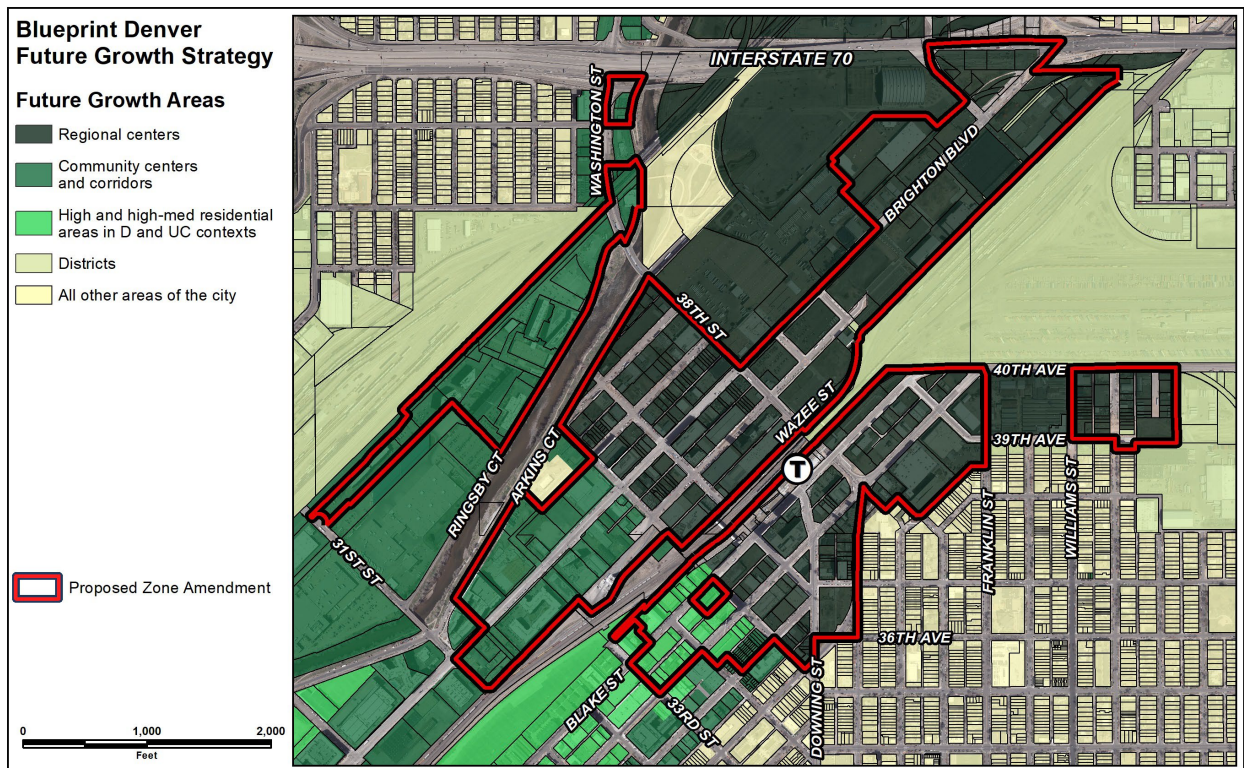 Blueprint Denver
Future Growth Strategy
Future Growth Areas
Regional centers
Community centers
and corridors
High and high-med residential
areas in D and UC contexts
Districts
All other areas of the city
Proposed Zone Amendment
0 1,000 2,000
Feet
INTERSTATE 70
WASHINGTON ST
BRIGHTON BLVD
38TH ST
40TH AVE
WAZEE ST
39TH AVE
T
RINGSBY CT
ARKINS CT
FRANKLIN ST
WILLIAMS ST
31ST ST
36TH AVE
BLAKE ST
33RD ST
DOWNING ST